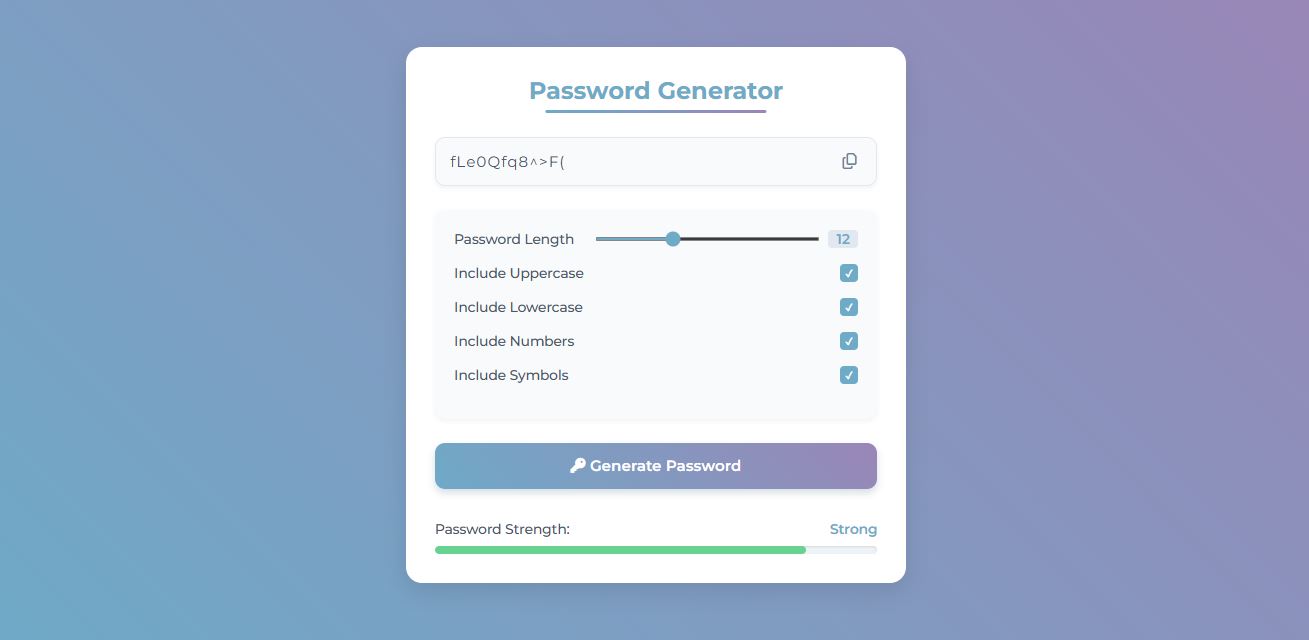 Password Generator
fLe0Qfq8^>F(
Password Length 12
Include Uppercase
Include Lowercase
Include Numbers
Include Symbols
Generate Password
Password Strength: Strong